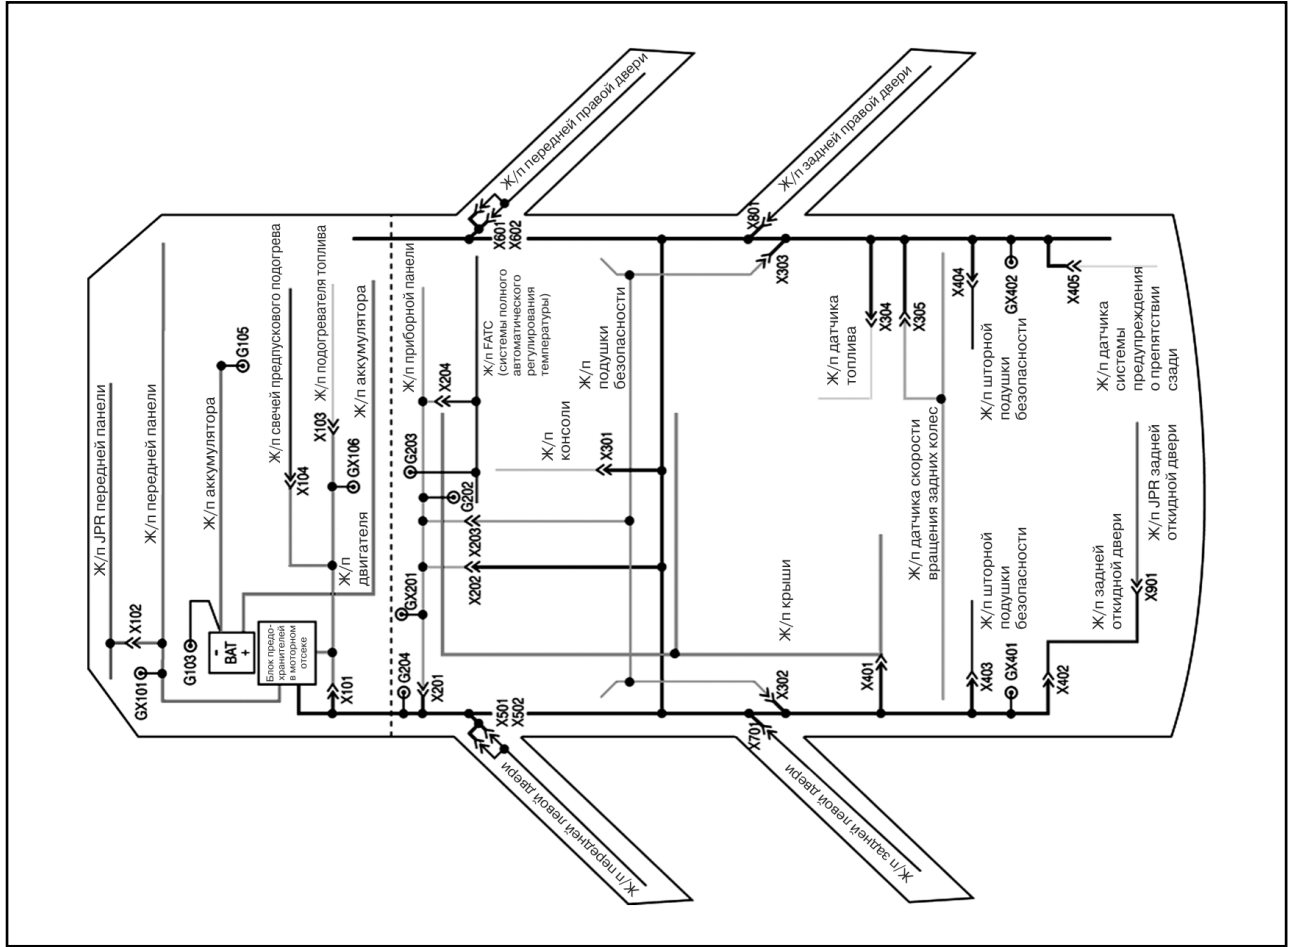 Ж/п JPR передней панели
X102
GX101
Ж/п передней панели
G103
BAT
-
+
Ж/п аккумулятора
G105
Блок предо-
хранителей
в моторном
отсеке
Ж/п свечей предпускового подогрева
X104
Ж/п подогревателя топлива
X103
GX106
Ж/п
двигателя
X101
Ж/п аккумулятора
Ж/п приборной панели
X204
G203
G202
X203
X202
GX201
G204
X201
Ж/п FATC
(системы полного
автоматического
регулирования
температуры)
X601
X602
Ж/п передней правой двери
X501
X502
Ж/п передней левой двери
Ж/п
консоли
X301
Ж/п
подушки
безопасности
X801
X303
Ж/п задней правой двери
X701
X302
Ж/п задней левой двери
Ж/п крыши
Ж/п датчика
топлива
X304
X305
X401
Ж/п датчика скорости
вращения задних колес
X404
GX402
X405
Ж/п шторной
подушки
безопасности
Ж/п шторной
подушки
безопасности
X403
GX401
X402
Ж/п датчика
системы
предупреждения
о препятствии
сзади
Ж/п задней
откидной двери
X901
Ж/п JPR задней
откидной двери